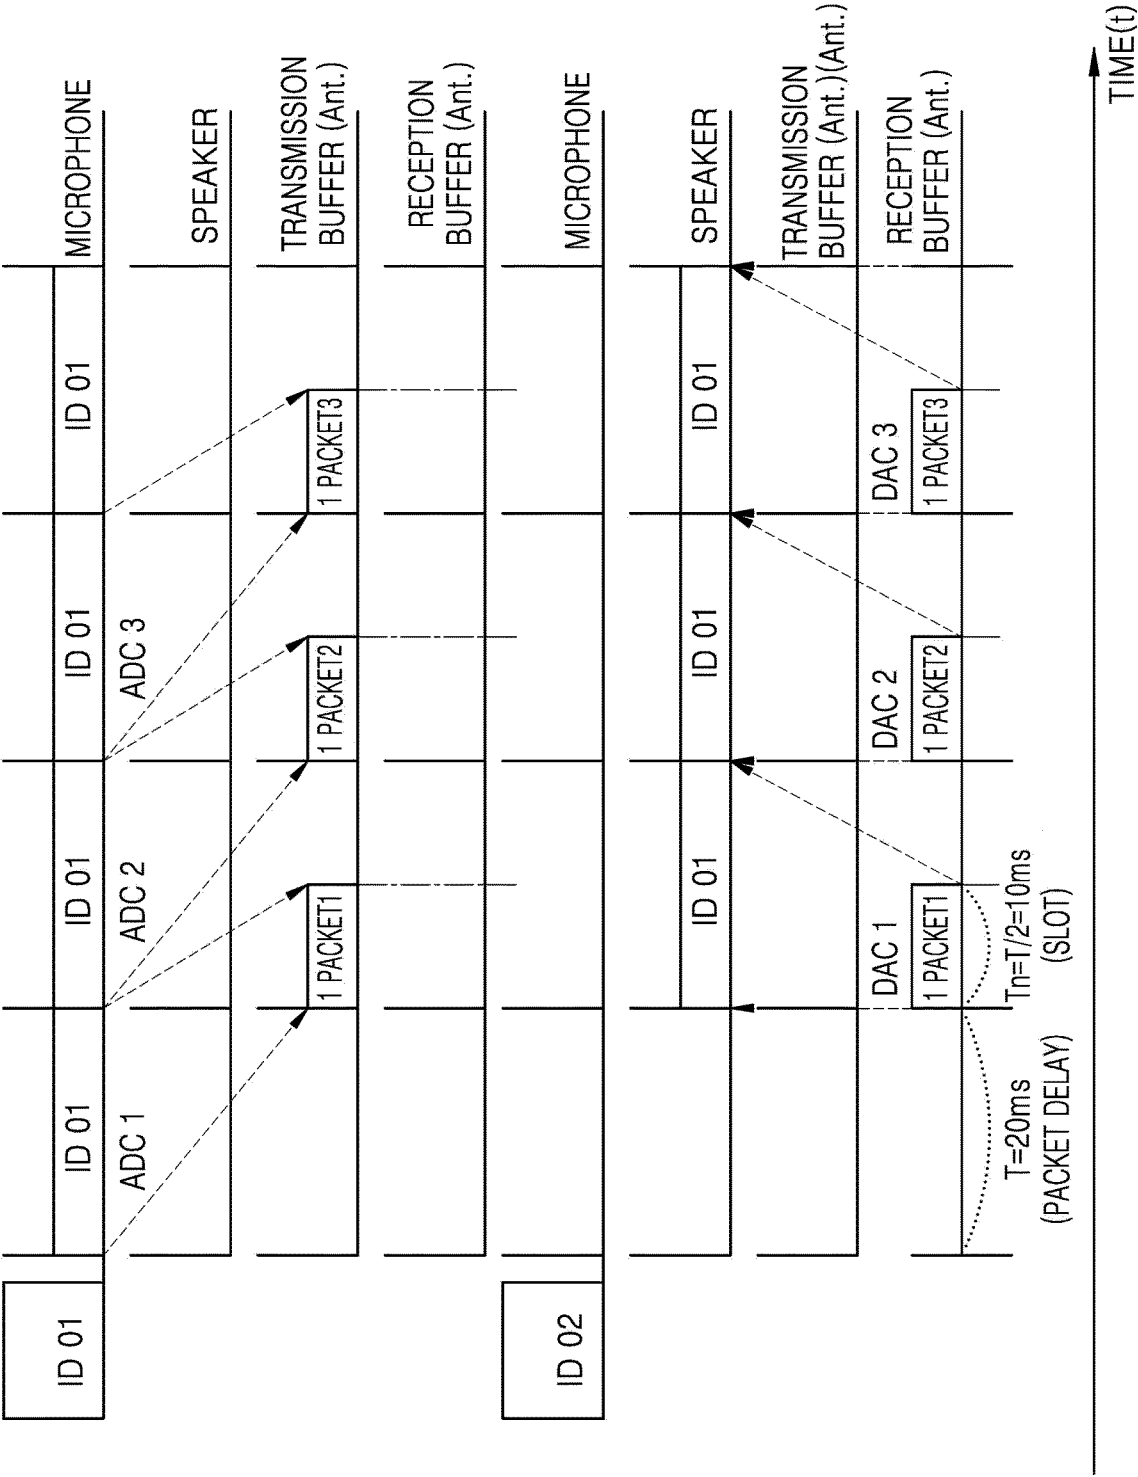 ID 01
ID 01
ID 01
ID 01
ID 01
MICROPHONE
ADC 1
ADC 2
ADC 3
SPEAKER
1 PACKET1
1 PACKET2
1 PACKET3
TRANSMISSION
BUFFER (Ant.)
RECEPTION
BUFFER (Ant.)
ID 02
MICROPHONE
ID 01
ID 01
ID 01
SPEAKER
TRANSMISSION
BUFFER (Ant.)(Ant.)
DAC 1
DAC 2
DAC 3
1 PACKET1
1 PACKET2
1 PACKET3
RECEPTION
BUFFER (Ant.)
T=20ms
(PACKET DELAY)
Tn=T/2=10ms
(SLOT)
TIME(t)